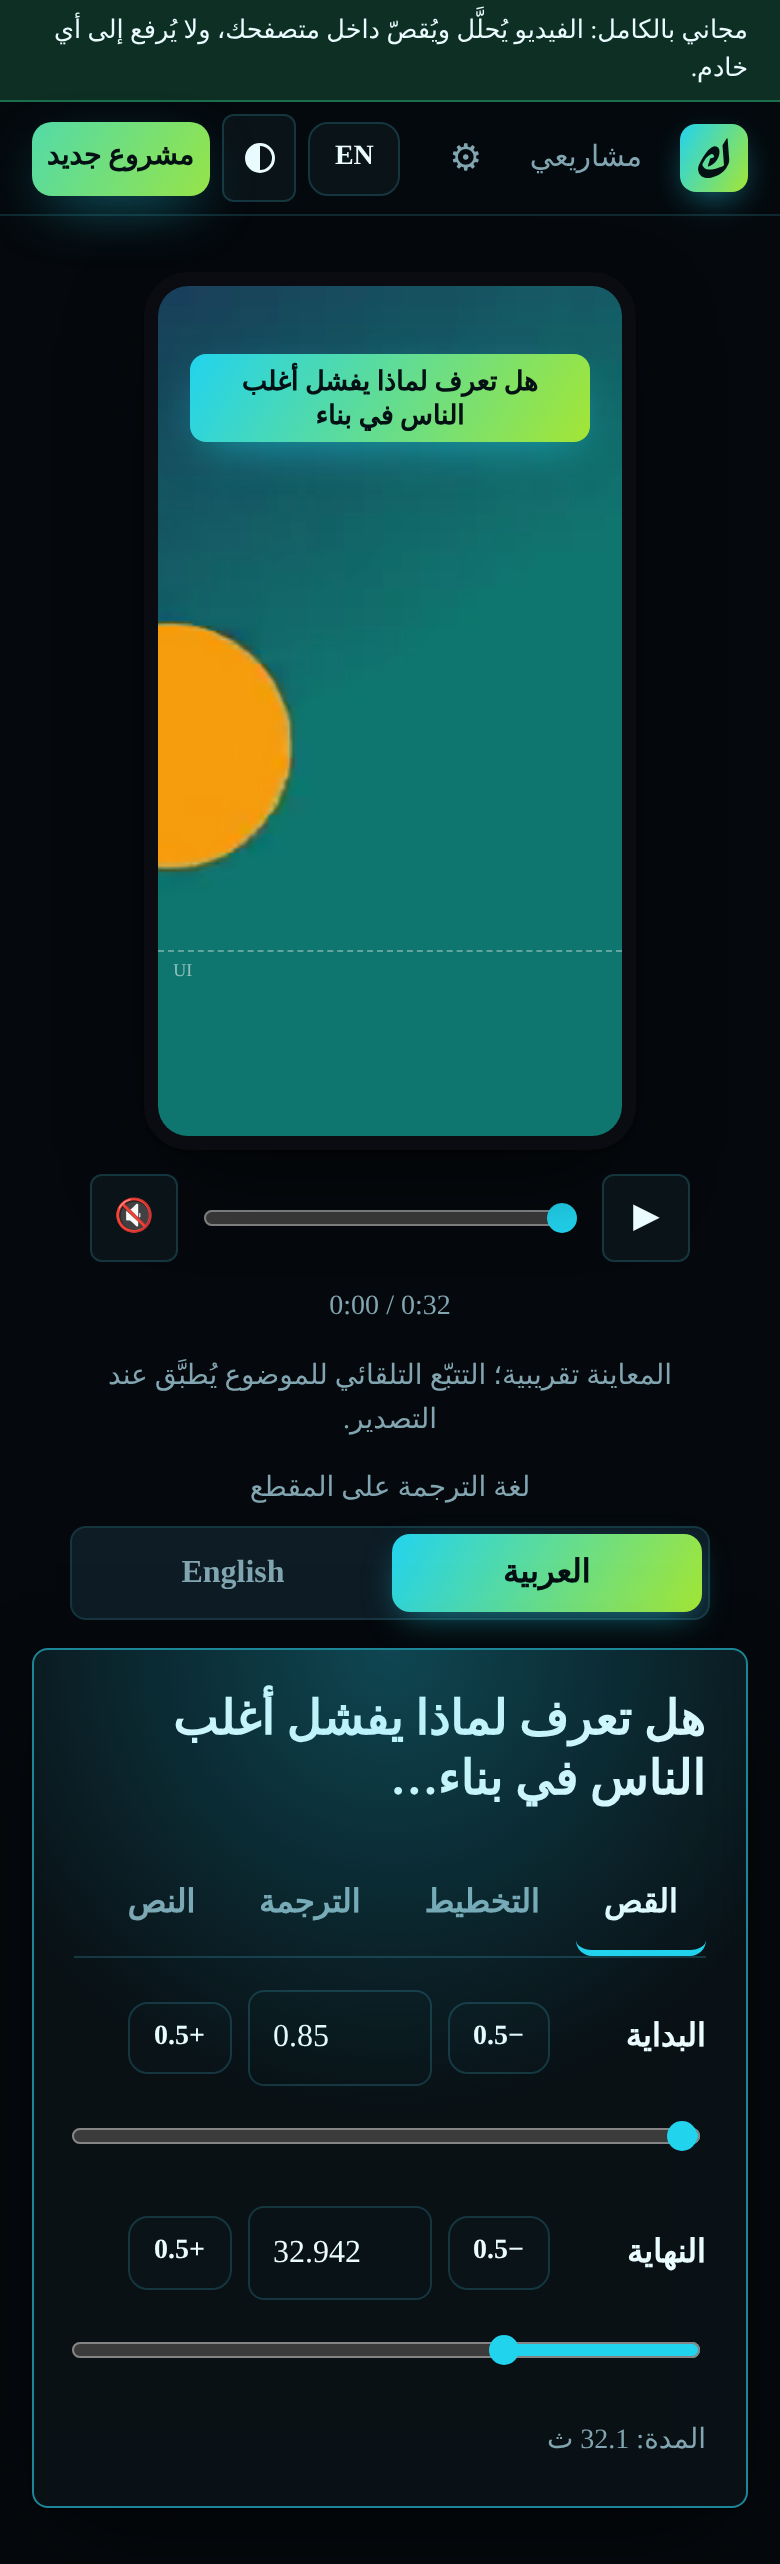 مجاني بالكامل: الفيديو يُحلَّل ويُقصّ داخل متصفحك، ولا يُرفع إلى أي
خادم.
ك
مشاريعي
EN
مشروع جديد
هل تعرف لماذا يفشل أغلب
الناس في بناء
UI
0:00 / 0:32
المعاينة تقريبية؛ التتبّع التلقائي للموضوع يُطبَّق عند
التصدير.
لغة الترجمة على المقطع
العربية
English
هل تعرف لماذا يفشل أغلب
الناس في بناء…
القص
التخطيط
الترجمة
النص
البداية
−0.5
0.85
+0.5
النهاية
−0.5
32.942
+0.5
المدة: 32.1 ث